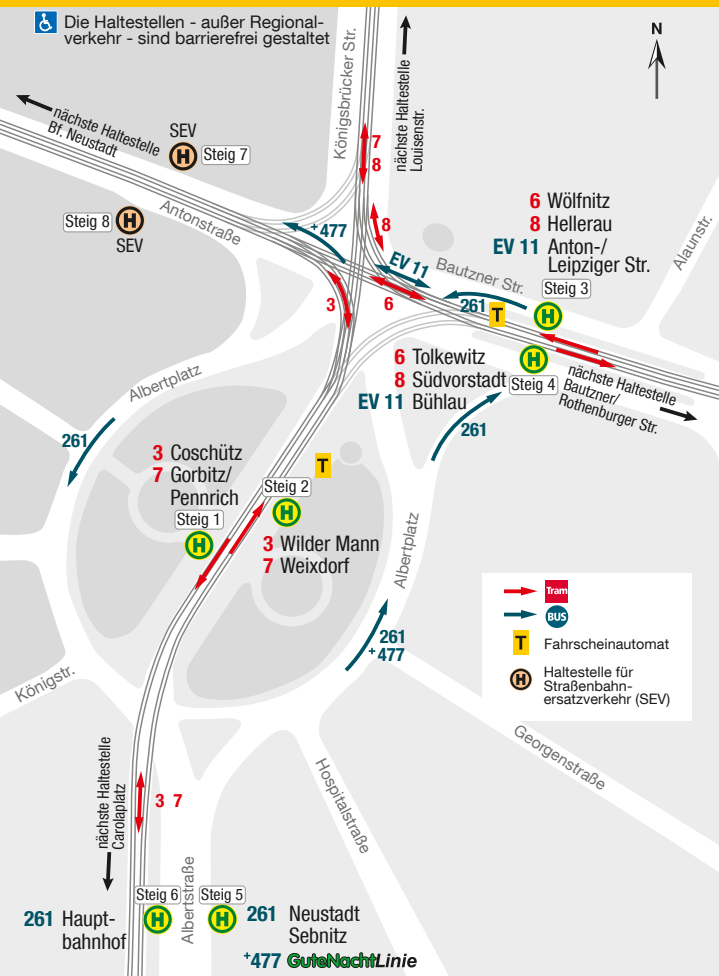 Die Haltestellen - außer Regional-
verkehr - sind barrierefrei gestaltet
N
Königsbrücker Str.
nächste Haltestelle
Louisenstr.
nächste Haltestelle
Bf. Neustadt
SEV
H
Steig 7
7
8
Steig 8
H
SEV
Antonstraße
+477
8
EV 11
3
6
6 Wölfnitz
8 Hellerau
EV 11 Anton-/
Leipziger Str.
Alaunstr.
Bautzner Str.
Steig 3
261
T
H
6 Tolkewitz
8 Südvorstadt
EV 11 Bühlau
H
Steig 4
nächste Haltestelle
Bautzner/
Rothenburger Str.
Albertplatz
261
261
3 Coschütz
7 Gorbitz/
Pennrich
Steig 1
H
T
Steig 2
H
3 Wilder Mann
7 Weixdorf
Albertplatz
261
+477
Tram
BUS
T
Fahrscheinautomat
H
Haltestelle für
Straßenbahn-
ersatzverkehr (SEV)
Königstr.
Georgenstraße
Hospitalstraße
nächste Haltestelle
Carolaplatz
3 7
Albertstraße
Steig 6
H
261 Haupt-
bahnhof
Steig 5
H
261 Neustadt
Sebnitz
+477 GuteNachtLinie